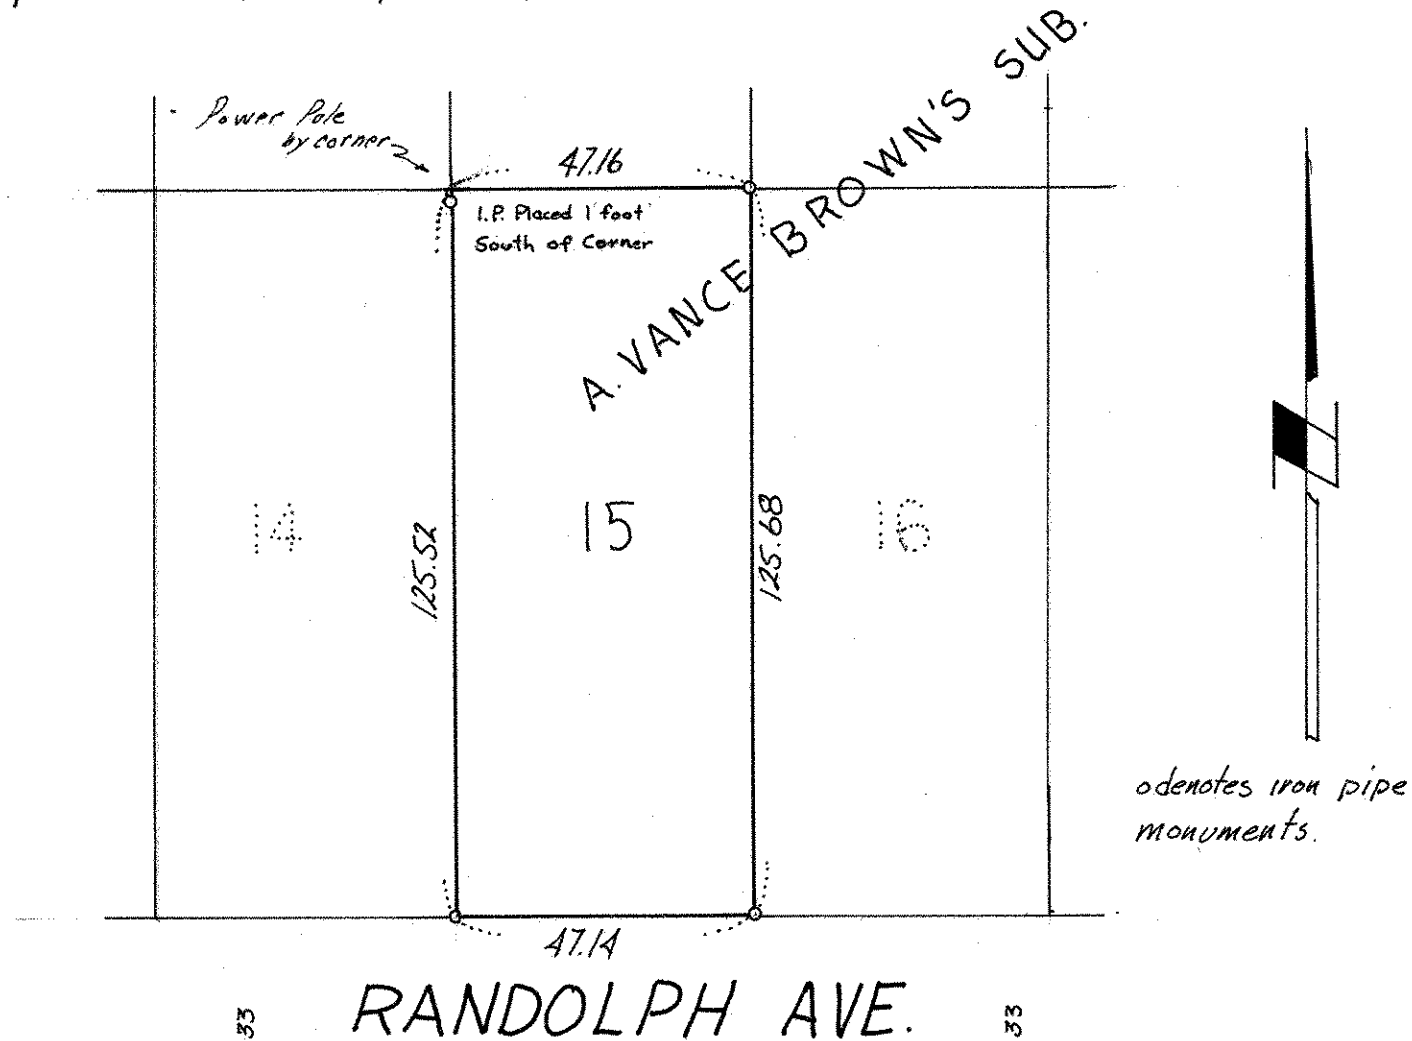 A. VANCE BROWN'S SUB.
Power Pole
by corner
47.16
I.P. Placed 1 foot
South of Corner
14
15
16
125.52
125.68
odenotes iron pipe
monuments.
47.14
33
RANDOLPH AVE.
33